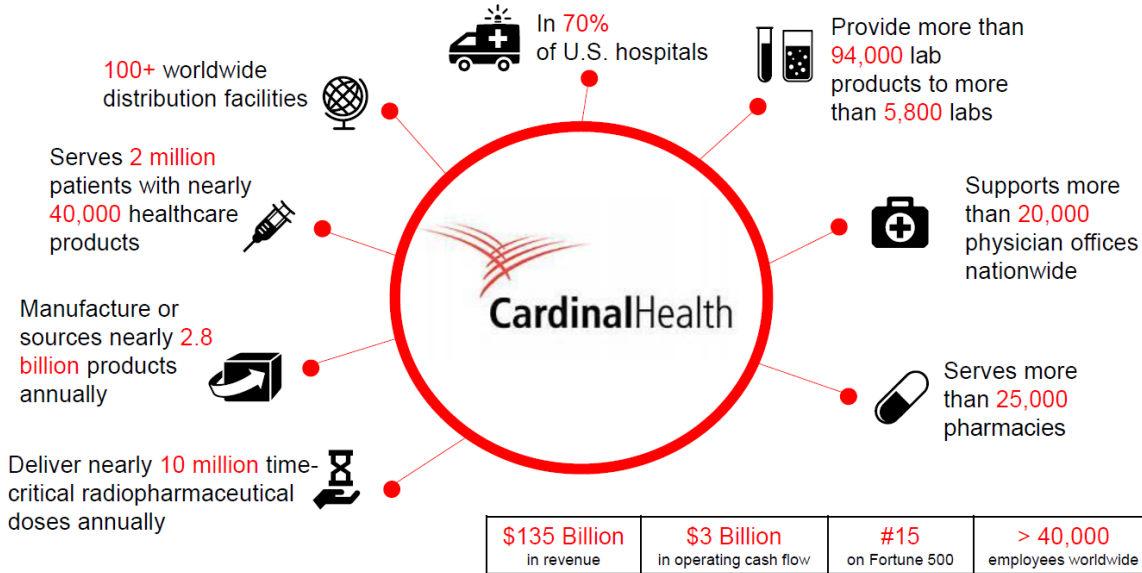 In 70%
of U.S. hospitals
Provide more than
94,000 lab
products to more
than 5,800 labs
100+ worldwide
distribution facilities
Serves 2 million
patients with nearly
40,000 healthcare
products
Supports more
than 20,000
physician offices
nationwide
CardinalHealth
Manufacture or
sources nearly 2.8
billion products
annually
Serves more
than 25,000
pharmacies
Deliver nearly 10 million time-
critical radiopharmaceutical
doses annually
$135 Billion
in revenue
$3 Billion
in operating cash flow
#15
on Fortune 500
> 40,000
employees worldwide